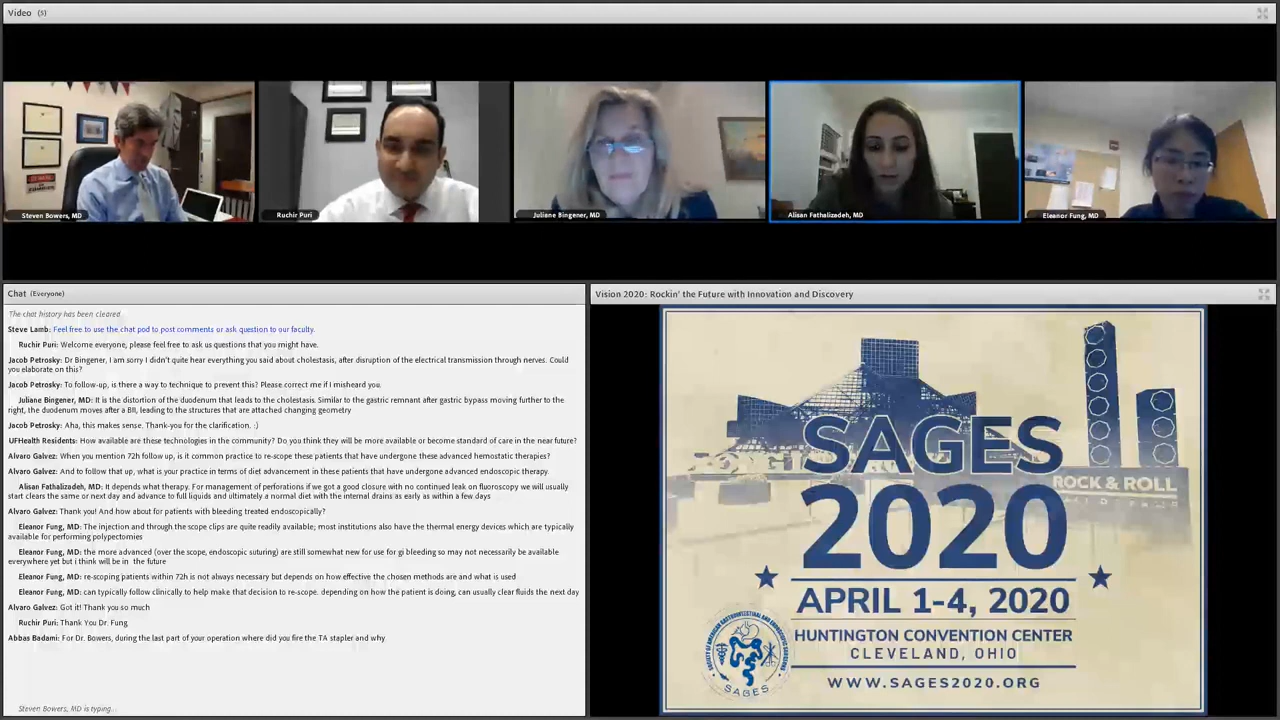 Video (5)
BEWARE
Steven Bowers, MD
Ruchir Puri
Juliane Bingener, MD
Alisan Fathalizadeh, MD
Eleanor Fung, MD
Chat (Everyone)
The chat history has been cleared.
Steve Lamb: Feel free to use the chat pod to post comments or ask question to our faculty.
Ruchir Puri: Welcome everyone, please feel free to ask us questions that you might have.
Jacob Petrosky: Dr Bingener, I am sorry I didn't quite hear everything you said about cholestasis, after disruption of the electrical transmission through nerves. Could
you elaborate on this?
Jacob Petrosky: To follow-up, is there a way to technique to prevent this? Please correct me if I misheard you.
Juliane Bingener, MD: It is the distortion of the duodenum that leads to the cholestasis. Similar to the gastric remnant after gastric bypass moving further to the
right, the duodenum moves after a BII, leading to the structures that are attached changing geometry
Jacob Petrosky: Aha, this makes sense. Thank-you for the clarification. :)
UFHealth Residents: How available are these technologies in the community? Do you think they will be more available or become standard of care in the near future?
Alvaro Galvez: When you mention 72h follow up, is it common practice to re-scope these patients that have undergone these advanced hemostatic therapies?
Alvaro Galvez: And to follow that up, what is your practice in terms of diet advancement in these patients that have undergone advanced endoscopic therapy.
Alisan Fathalizadeh, MD: It depends what therapy. For management of perforations if we got a good closure with no continued leak on fluoroscopy we will usually
start clears the same or next day and advance to full liquids and ultimately a normal diet with the internal drains as early as within a few days
Alvaro Galvez: Thank you! And how about for patients with bleeding treated endoscopically?
Eleanor Fung, MD: The injection and through the scope clips are quite readily available; most institutions also have the thermal energy devices which are typically
available for performing polypectomies
Eleanor Fung, MD: the more advanced (over the scope, endoscopic suturing) are still somewhat new for use for gi bleeding so may not necessarily be available
everywhere yet but i think will be in the future
Eleanor Fung, MD: re-scoping patients within 72h is not always necessary but depends on how effective the chosen methods are and what is used
Eleanor Fung, MD: can typically follow clinically to help make that decision to re-scope. depending on how the patient is doing, can usually clear fluids the next day
Alvaro Galvez: Got it! Thank you so much
Ruchir Puri: Thank You Dr. Fung
Abbas Badami: For Dr. Bowers, during the last part of your operation where did you fire the TA stapler and why
Steven Bowers, MD is typing...
Vision 2020: Rockin' the Future with Innovation and Discovery
SAGES
ROCK & ROLL
2020
APRIL 1-4, 2020
HUNTINGTON CONVENTION CENTER
CLEVELAND, OHIO
WWW.SAGES2020.ORG
SAGES